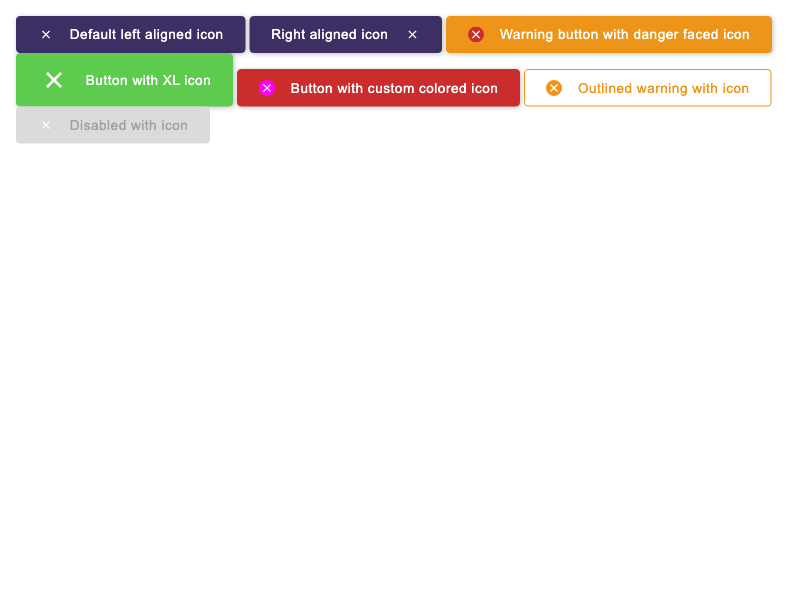 Default left aligned icon
Right aligned icon
Warning button with danger faced icon
Button with XL icon
Button with custom colored icon
Outlined warning with icon
Disabled with icon